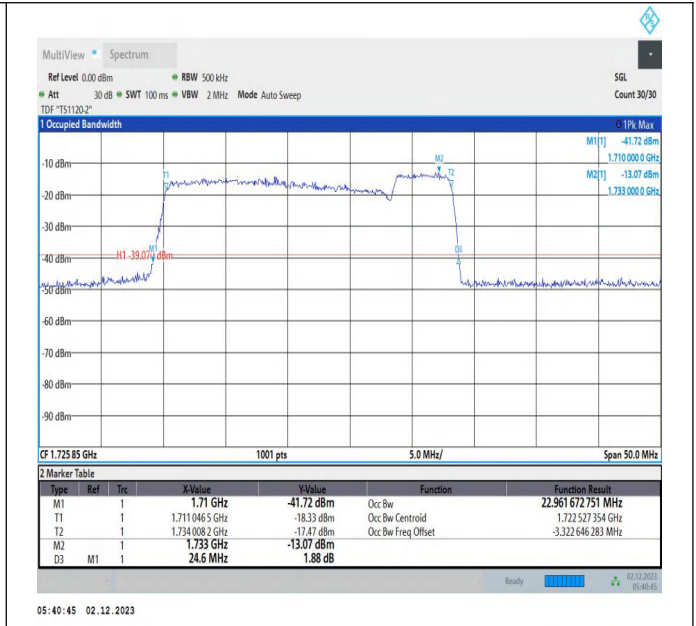 R S
MultiView Spectrum
Ref Level 0.00 dBm RBW 500 kHz SGL
Att 30 dB SWT 100 ms VBW 2 MHz Mode Auto Sweep Count 30/30
TDF "TS1120-2"
1 Occupied Bandwidth 1Pk Max
M1[1] -41.72 dBm
1.710 000 0 GHz
M2[1] -13.07 dBm
1.733 000 0 GHz
-10 dBm
M2
T1
T2
-20 dBm
-30 dBm
M1
D3
H1 -39.070 dBm
-40 dBm
-50 dBm
-60 dBm
-70 dBm
-80 dBm
-90 dBm
CF 1.725 85 GHz 1001 pts 5.0 MHz/ Span 50.0 MHz
2 Marker Table
Type Ref Trc X-Value Y-Value Function Function Result
M1 1 1.71 GHz -41.72 dBm Occ Bw 22.961 672 751 MHz
T1 1 1.711 046 5 GHz -18.33 dBm Occ Bw Centroid 1.722 527 354 GHz
T2 1 1.734 008 2 GHz -17.47 dBm Occ Bw Freq Offset -3.322 646 283 MHz
M2 1 1.733 GHz -13.07 dBm
D3 M1 1 24.6 MHz 1.88 dB
Ready 02.12.2023
05:40:45
05:40:45 02.12.2023